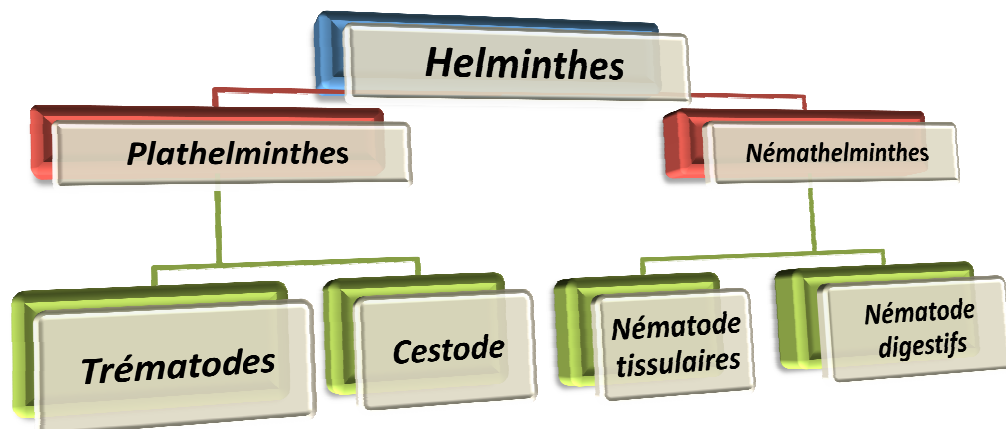 Helminthes
Plathelminthes
Némathelminthes
Trématodes
Cestode
Nématode
tissulaires
Nématode
digestifs